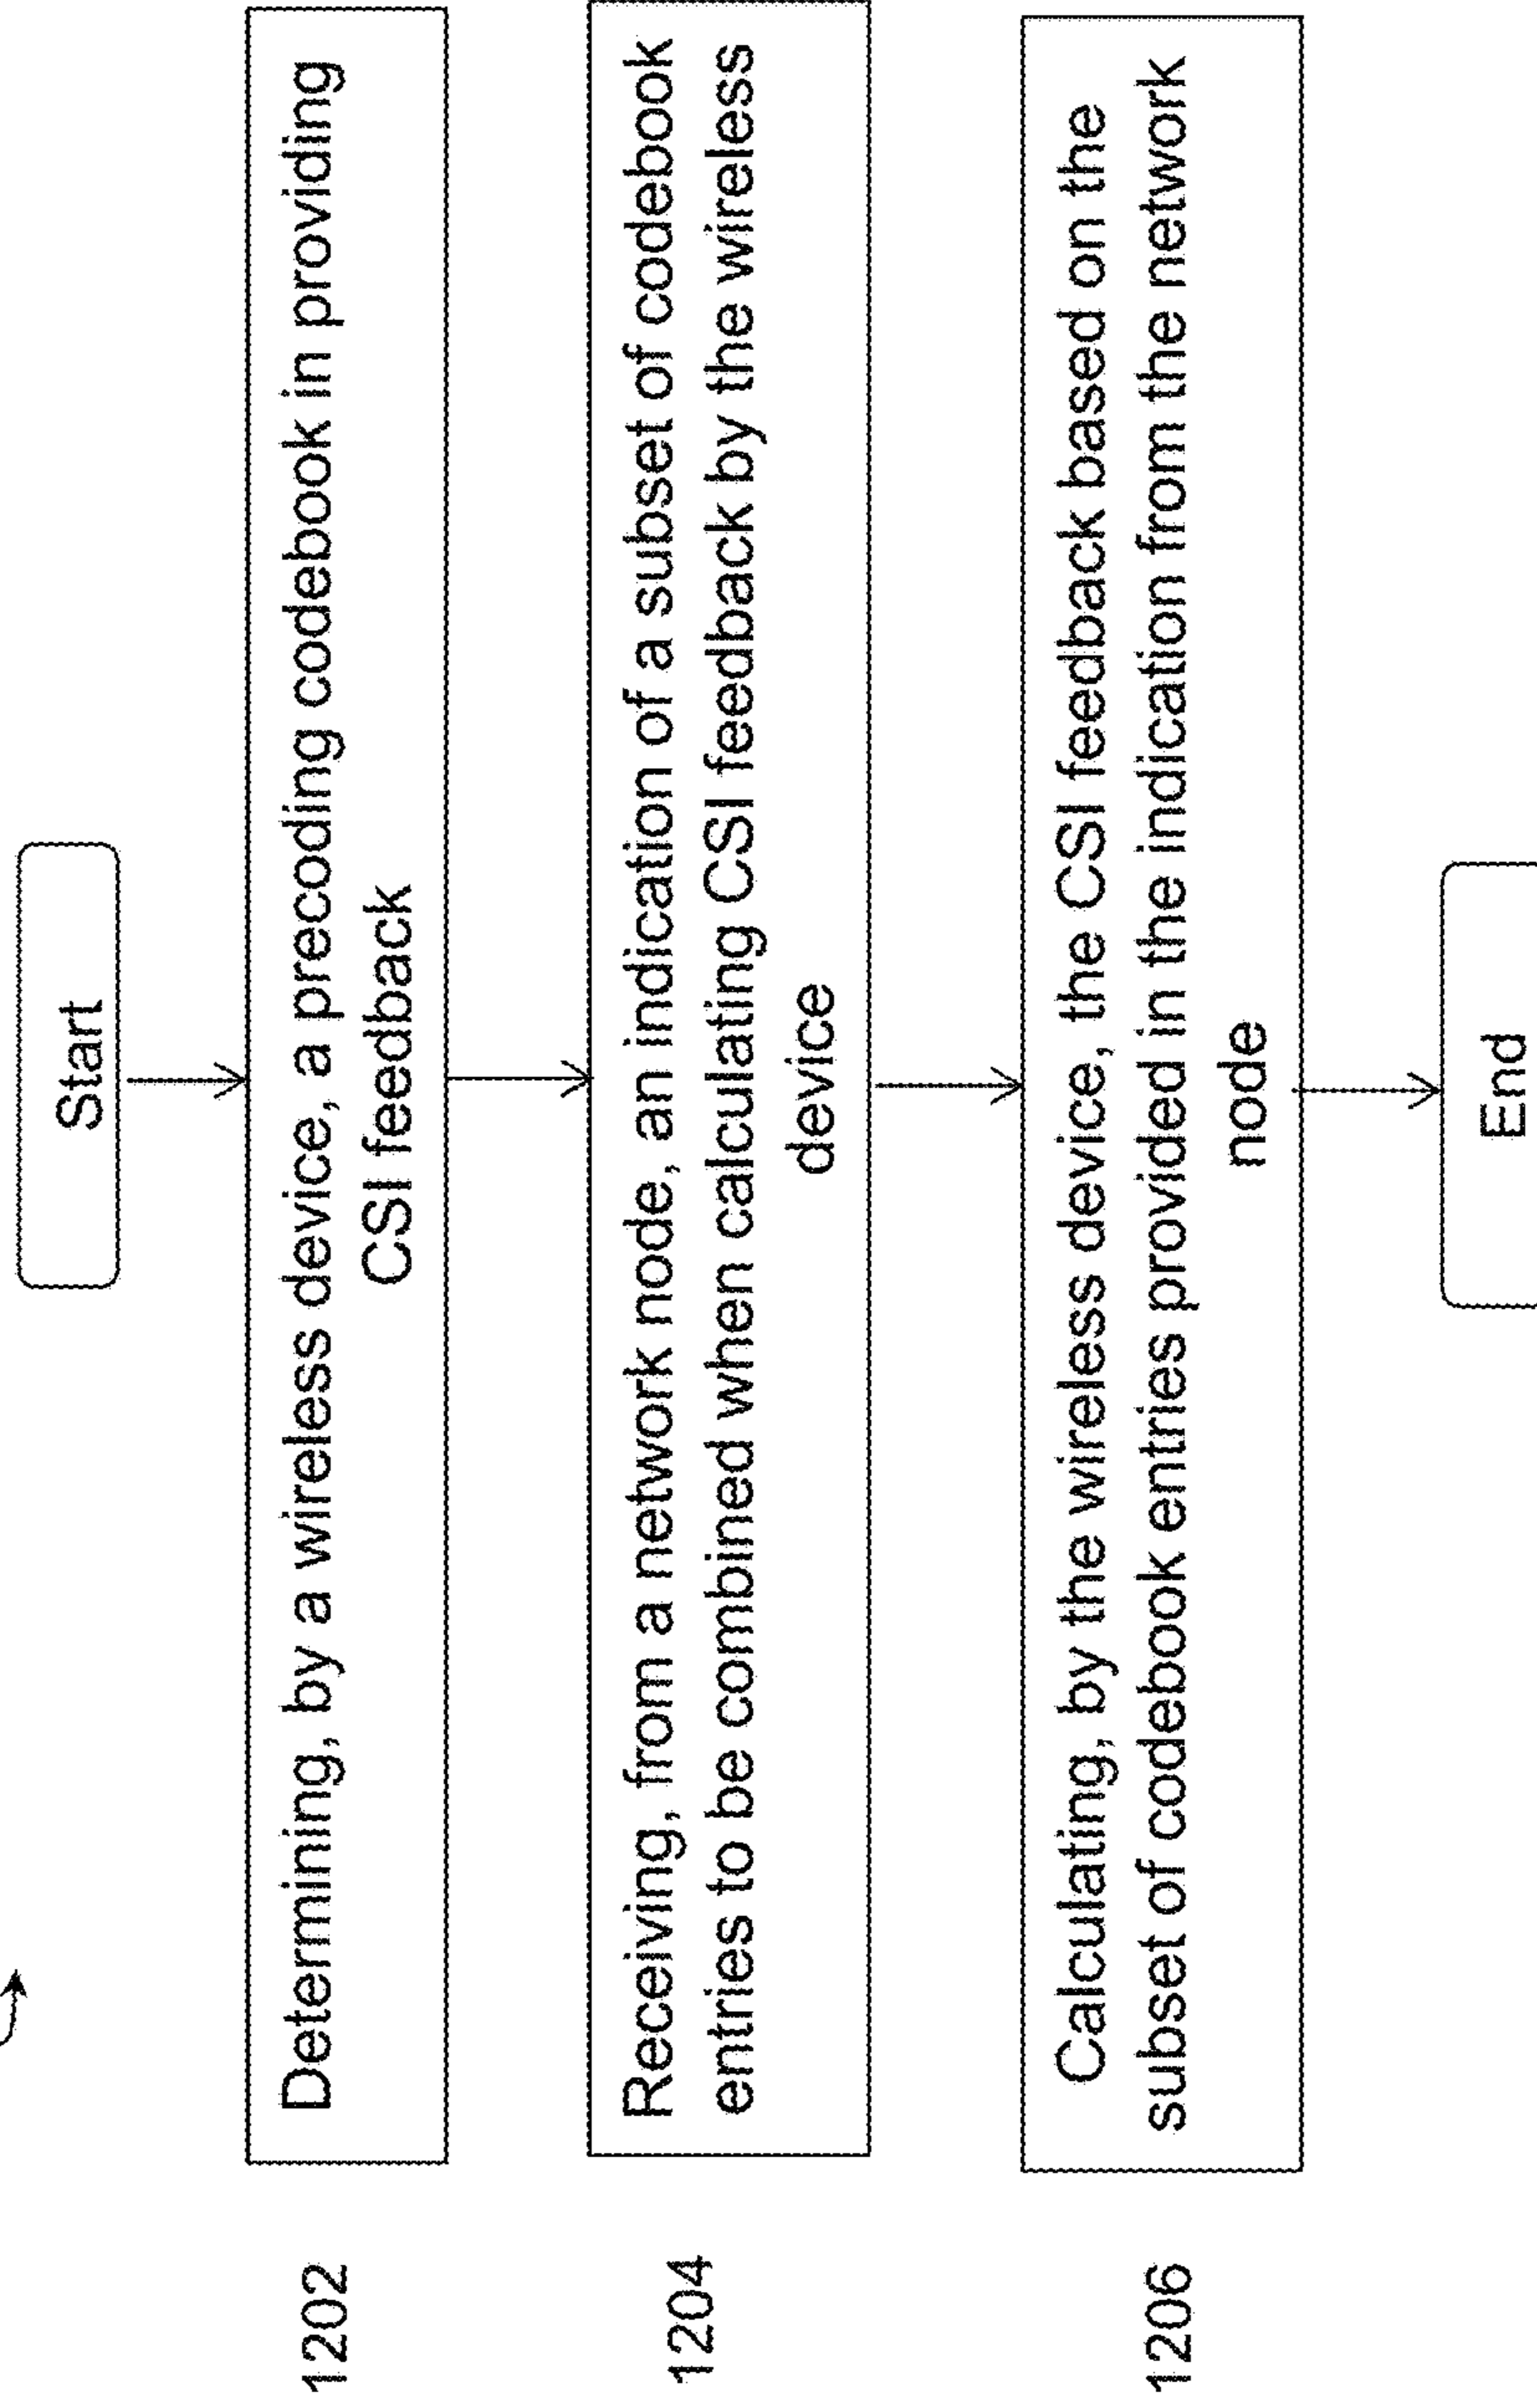 Start
1202
Determining, by a wireless device, a precoding codebook in providing
CSI feedback
1204
Receiving, from a network node, an indication of a subset of codebook
entries to be combined when calculating CSI feedback by the wireless
device
1206
Calculating, by the wireless device, the CSI feedback based on the
subset of codebook entries provided in the indication from the network
node
End